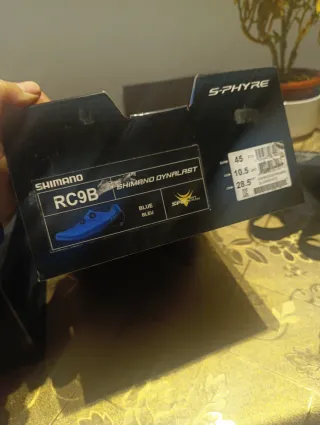 S-PHYRE
SHIMANO
SHIMANO DYNALAST
RC9B
BLUE
BLEU
45
10.5
28.5